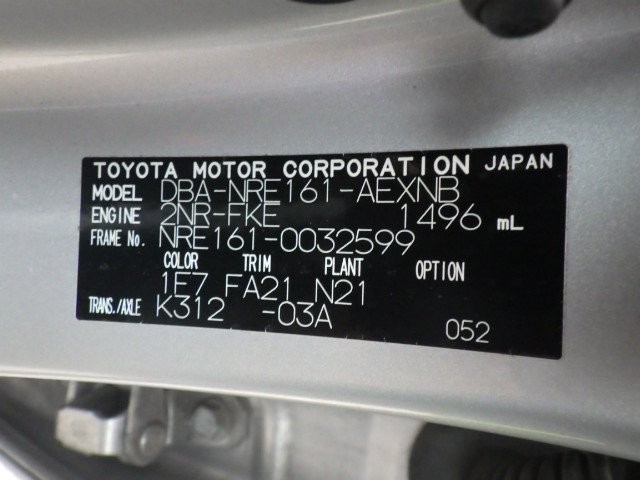 TOYOTA MOTOR CORPORATION JAPAN
MODEL DBA-NRE161-AEXNB
ENGINE 2NR-FKE 1496 mL
FRAME NO. NRE161-0032599
COLOR TRIM PLANT OPTION
1F7 FA21 N21
TRANS./AXLE K312 -03A
052